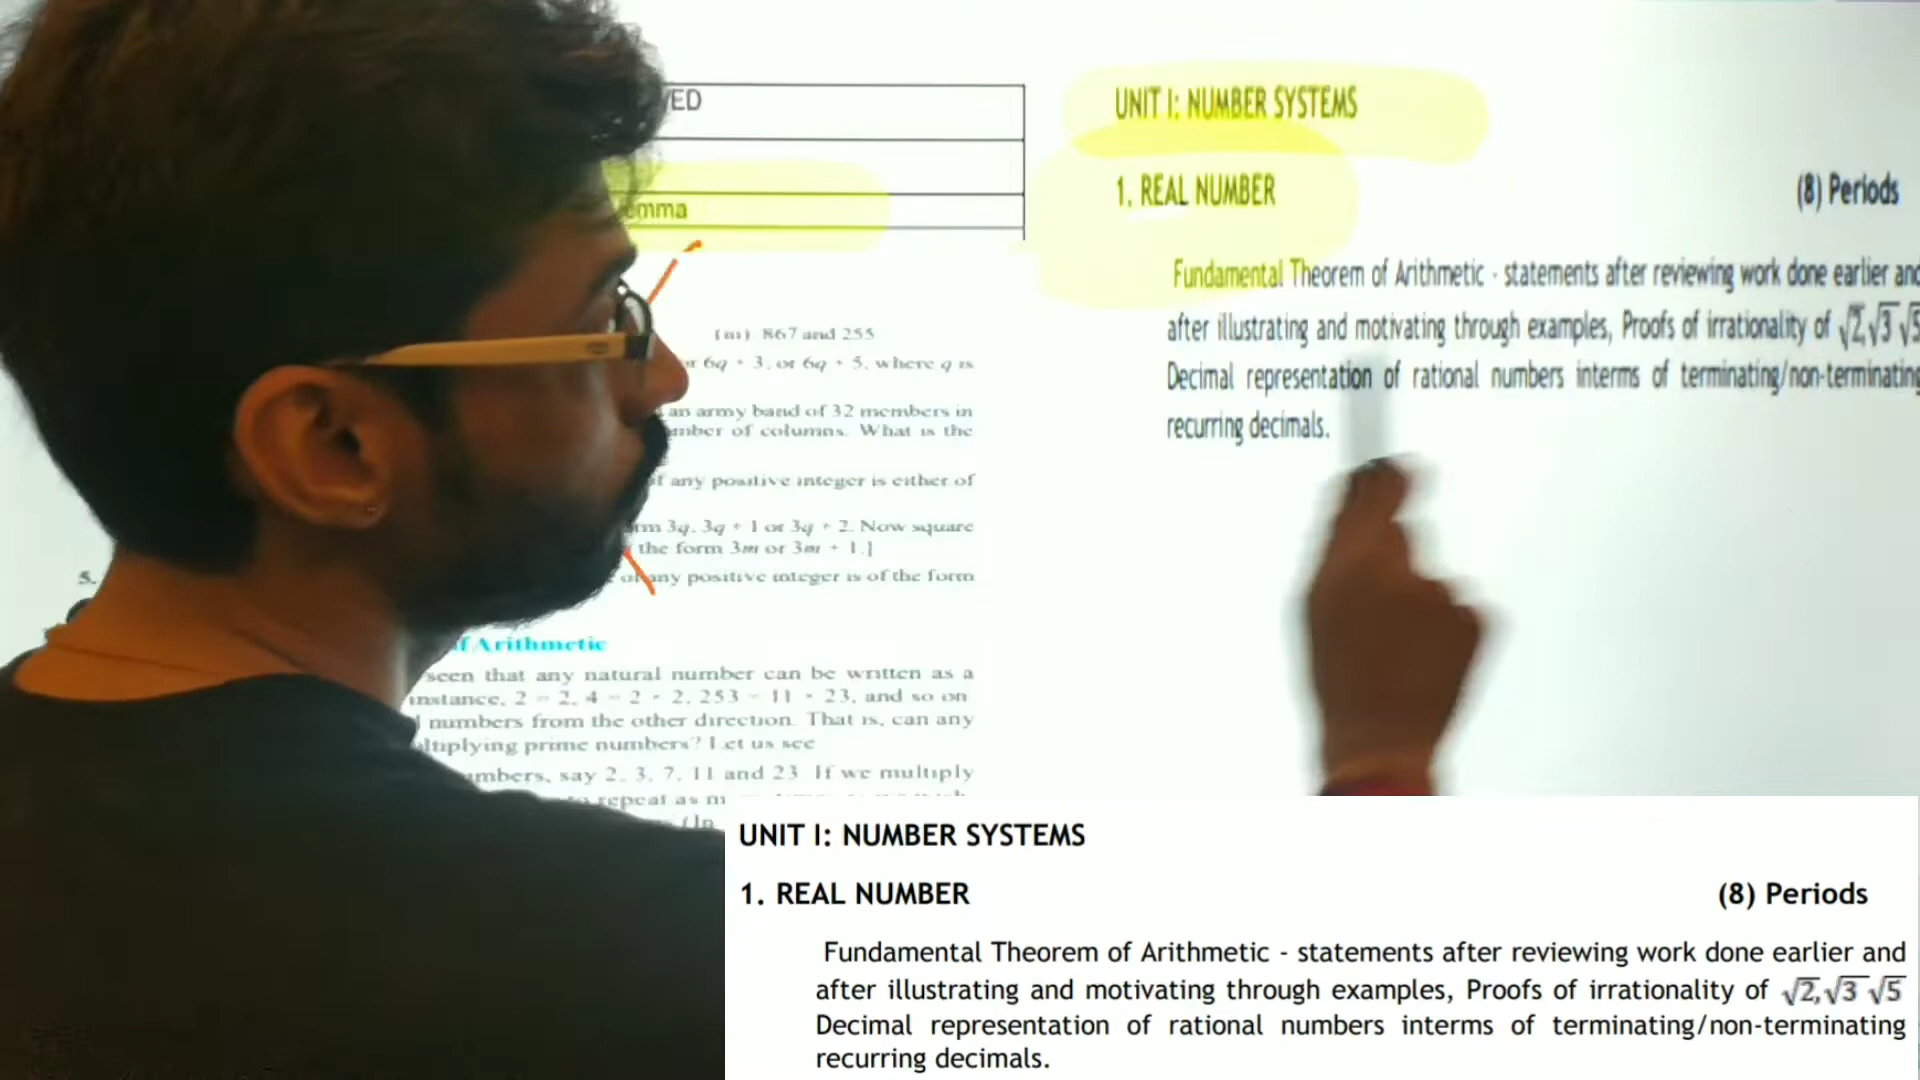 UNIT I: NUMBER SYSTEMS
1. REAL NUMBER (8) Periods
Fundamental Theorem of Arithmetic - statements after reviewing work done earlier and
after illustrating and motivating through examples, Proofs of irrationality of √2,√3 √5
Decimal representation of rational numbers interms of terminating/non-terminating
recurring decimals.
(iii) 867 and 255
6q + 3, or 6q + 5, where q is
an army band of 32 members in
of columns. What is the
any positive integer is either of
3q, 3q + 1 or 3q + 2. Now square
the form 3m or 3m + 1.]
5.
any positive integer is of the form
Arithmetic
seen that any natural number can be written as a
2 = 2, 4 = 2 × 2, 253 = 11 × 23, and so on
numbers from the other direction. That is, can any
prime numbers? Let us see
say 2, 3, 7, 11 and 23. If we multiply
repeat as
UNIT I: NUMBER SYSTEMS
1. REAL NUMBER (8) Periods
Fundamental Theorem of Arithmetic - statements after reviewing work done earlier and
after illustrating and motivating through examples, Proofs of irrationality of √2,√3 √5
Decimal representation of rational numbers interms of terminating/non-terminating
recurring decimals.